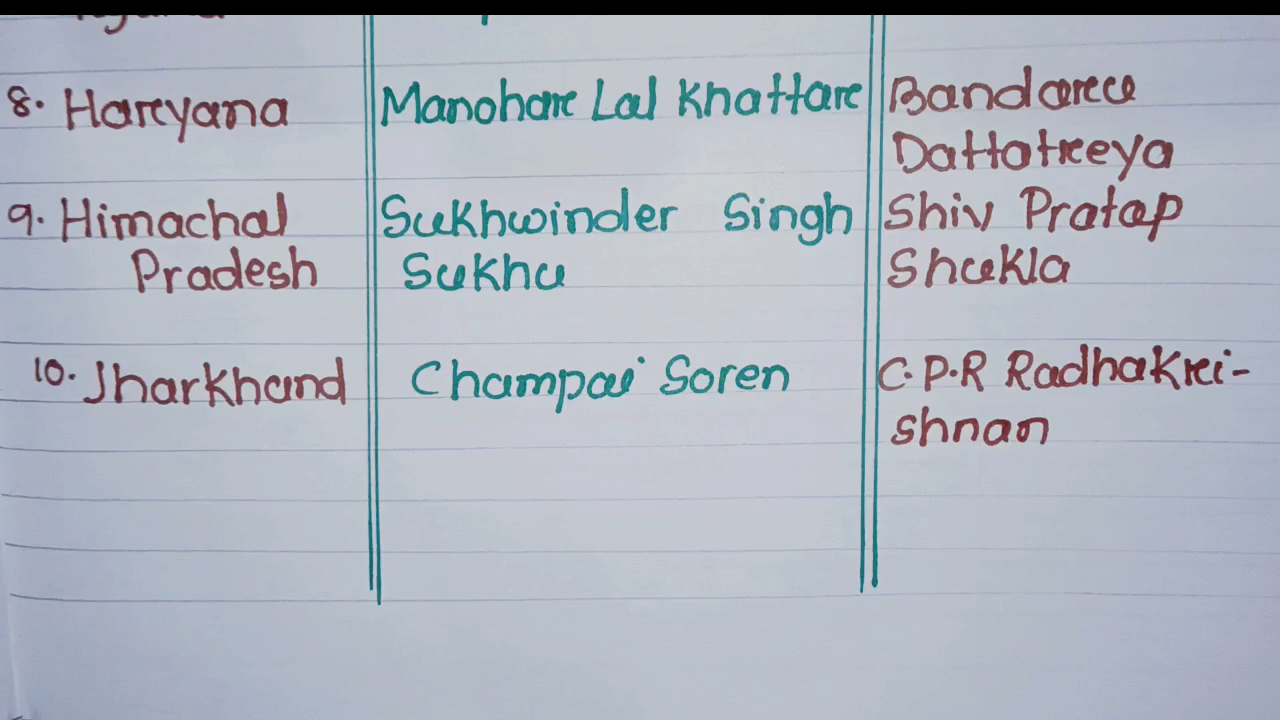 8. Haryana Manohar Lal Khattar Bandaru
Dattatreya
9. Himachal Sukhwinder Singh Shiv Pratap
Pradesh Sukhu Shukla
10. Jharkhand Champai Soren C.P.R Radhakri-
shnan